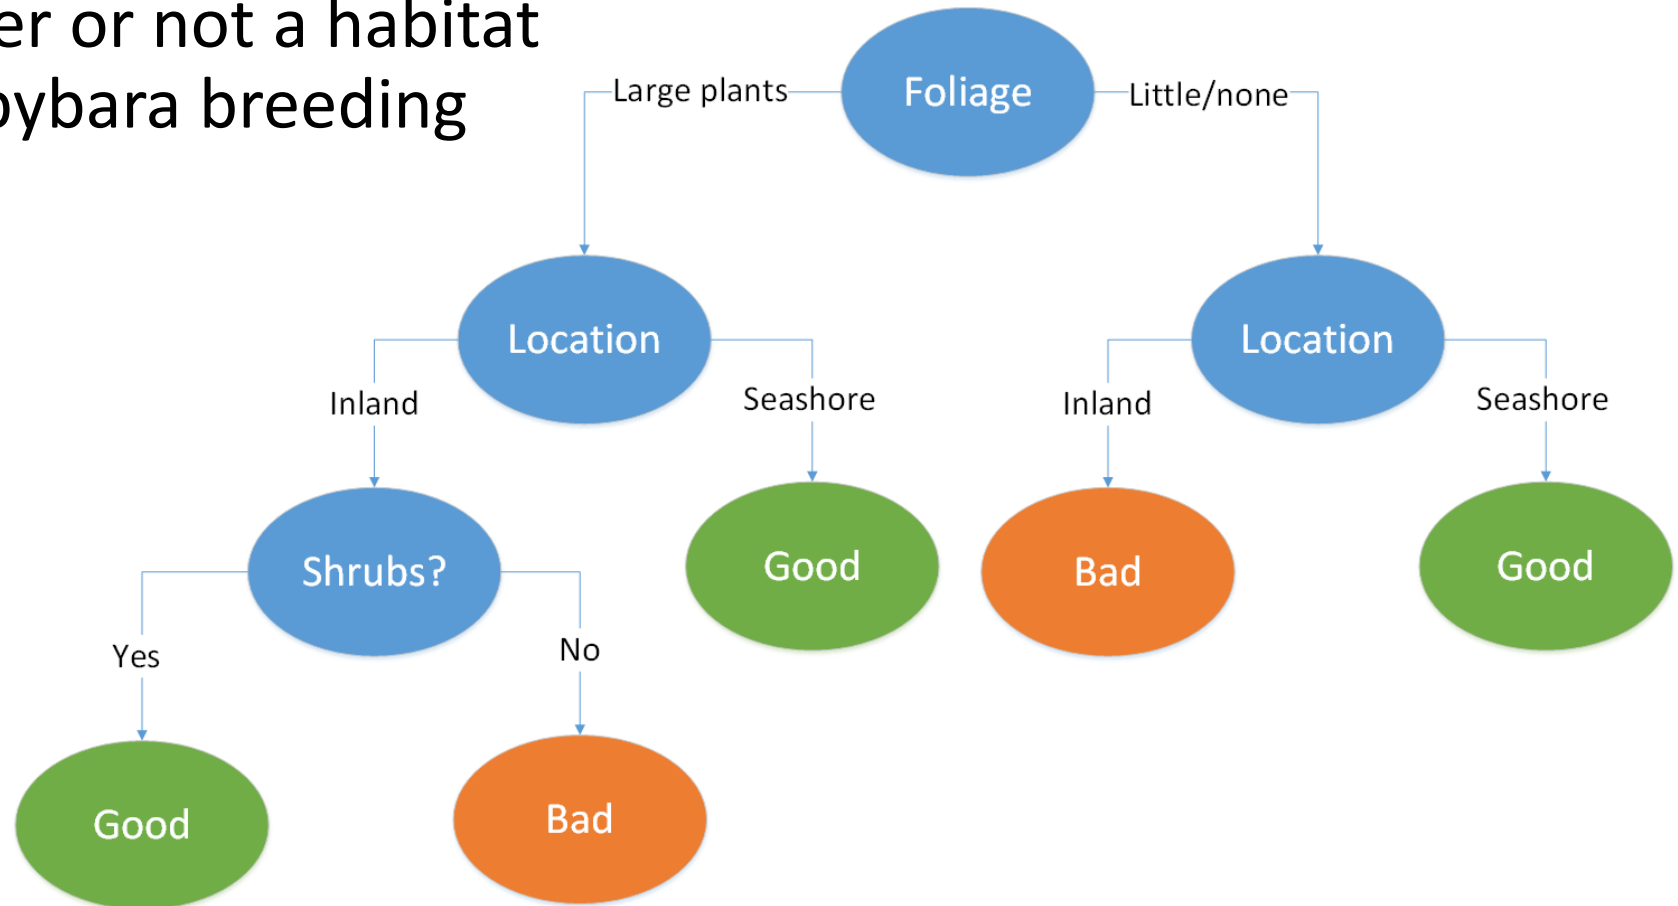 er or not a habitat
ybara breeding
Foliage
Large plants
Little/none
Location
Location
Inland
Seashore
Inland
Seashore
Shrubs?
Good
Bad
Good
Yes
No
Good
Bad